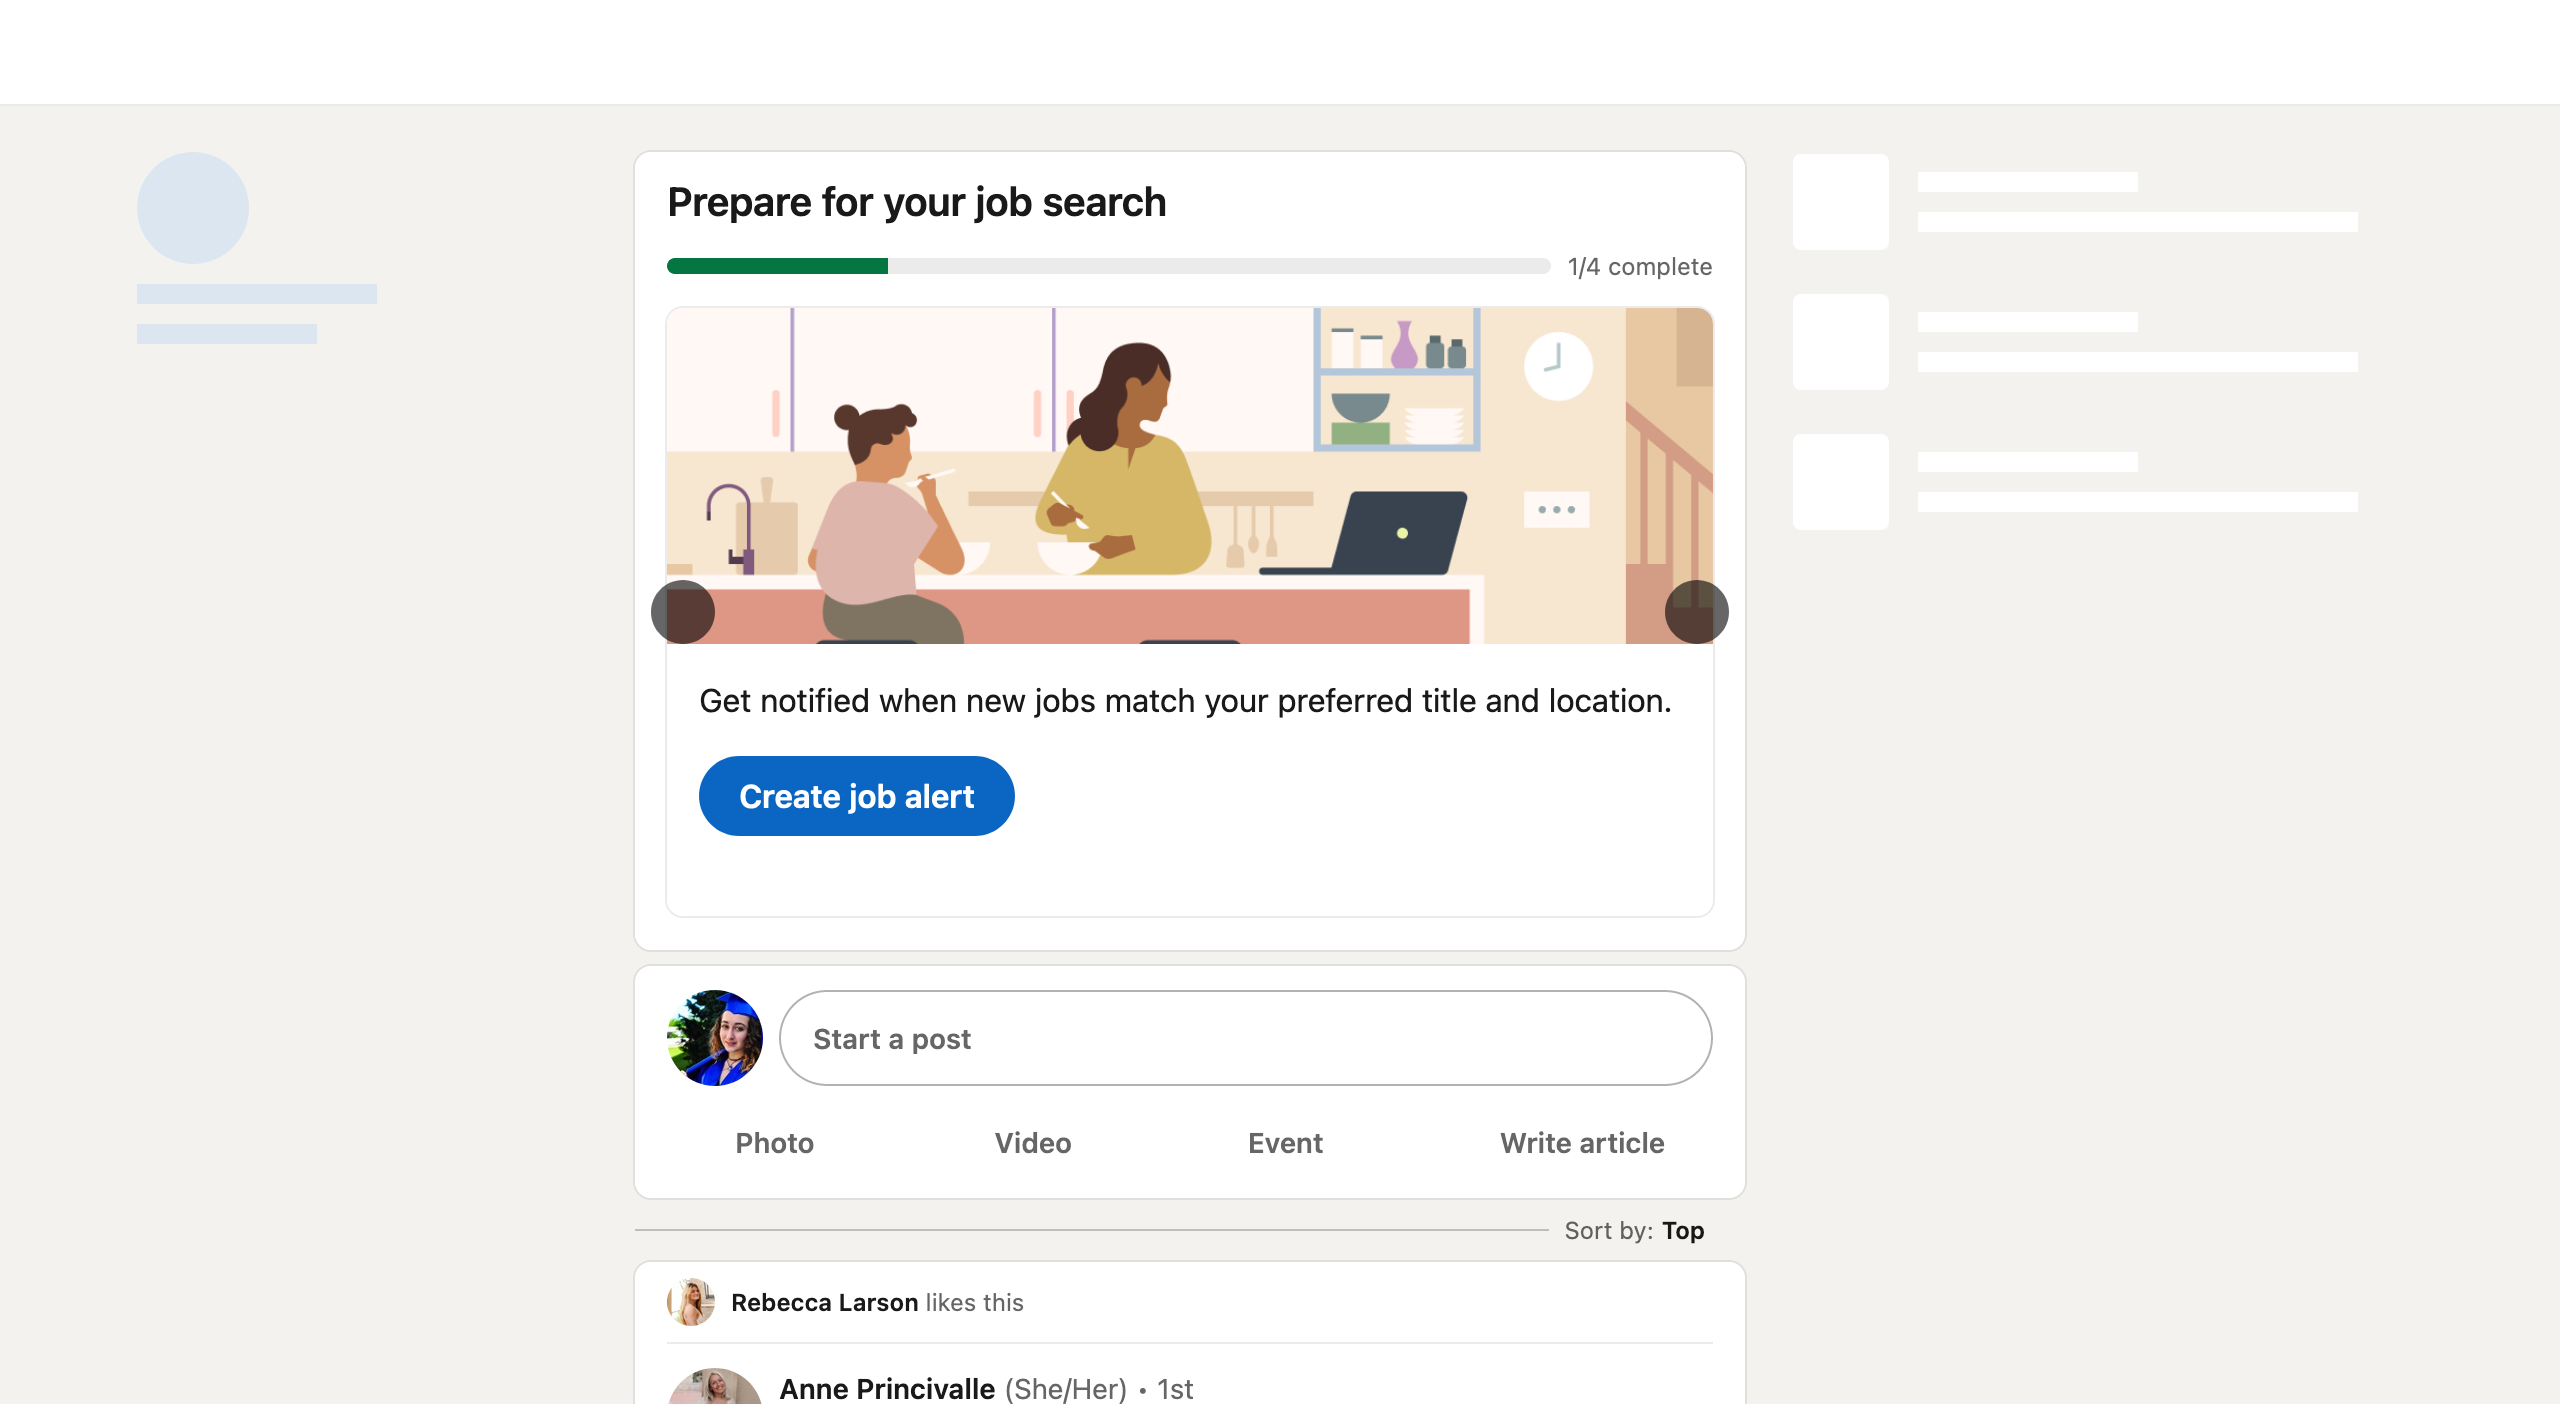 Prepare for your job search
1/4 complete
Get notified when new jobs match your preferred title and location.
Create job alert
Start a post
Photo
Video
Event
Write article
Sort by: Top
Rebecca Larson likes this
Anne Princivalle (She/Her) • 1st